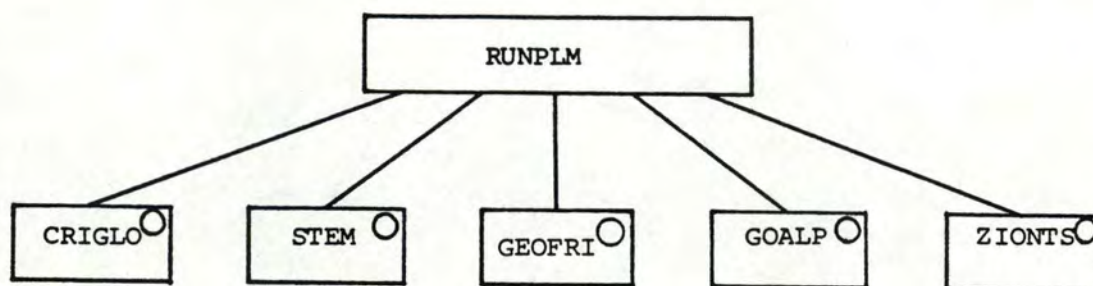 RUNPLM
CRIGLO
STEM
GEOFRI
GOALP
ZIONTS